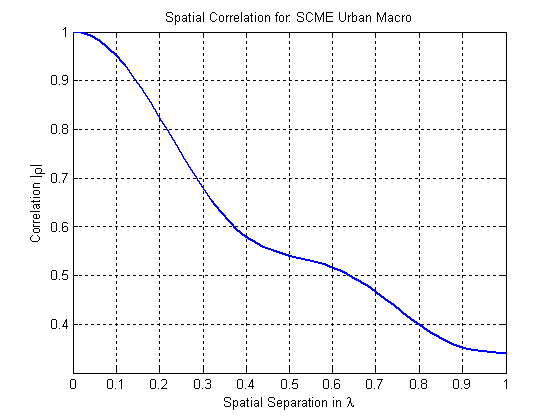 Spatial Correlation for: SCME Urban Macro
1
0.9
0.8
0.7
0.6
0.5
0.4
Correlation |ρ|
0 0.1 0.2 0.3 0.4 0.5 0.6 0.7 0.8 0.9 1
Spatial Separation in λ